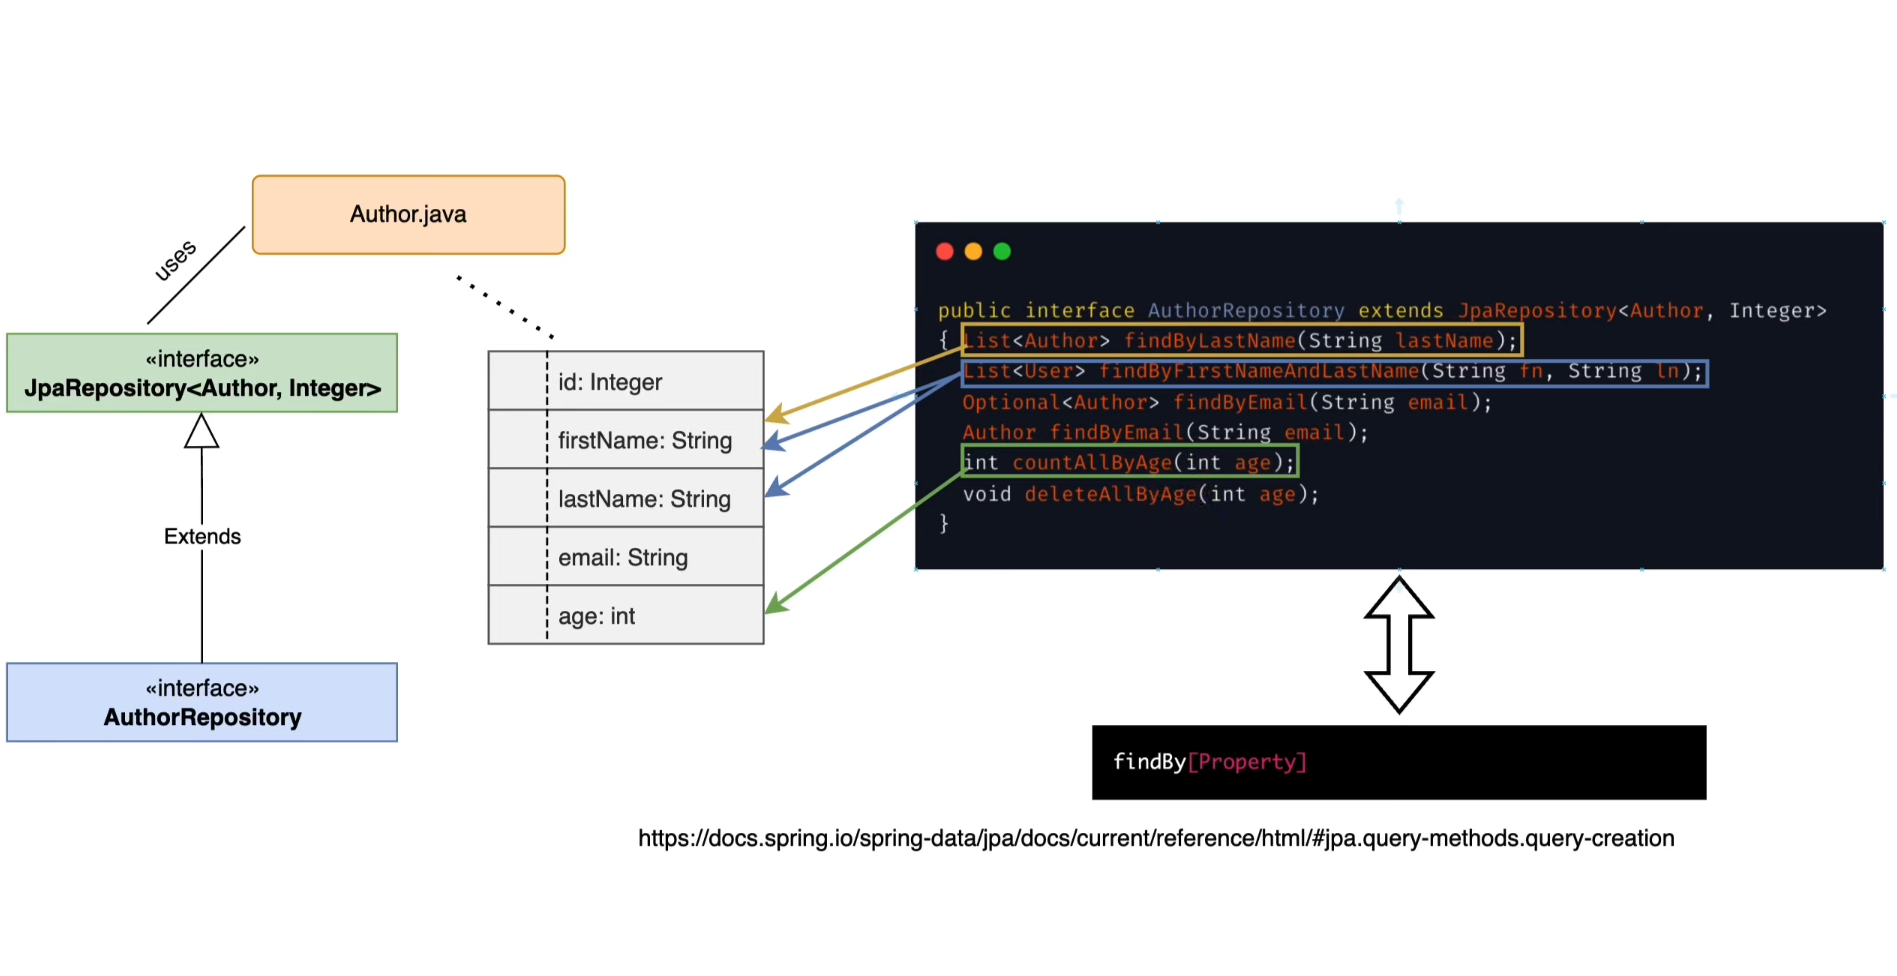 Author.java
uses
«interface»
JpaRepository<Author, Integer>
Extends
«interface»
AuthorRepository
id: Integer
firstName: String
lastName: String
email: String
age: int
public interface AuthorRepository extends JpaRepository<Author, Integer>
{ List<Author> findByLastName(String lastName);
List<User> findByFirstNameAndLastName(String fn, String ln);
Optional<Author> findByEmail(String email);
Author findByEmail(String email);
int countAllByAge(int age);
void deleteAllByAge(int age);
}
findBy[Property]
https://docs.spring.io/spring-data/jpa/docs/current/reference/html/#jpa.query-methods.query-creation